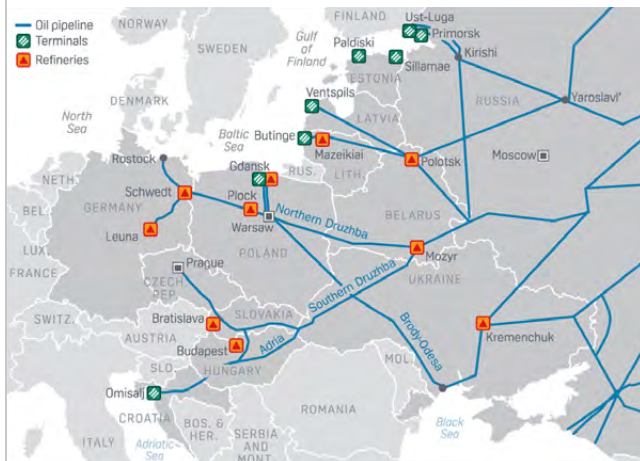 Oil pipeline
Terminals
Refineries
NORWAY
SWEDEN
FINLAND
Gulf
of
Finland
Ust-Luga
Primorsk
Paldiski
Sillamae
Kirishi
ESTONIA
RUSSIA
Yaroslavl'
Ventspils
LATVIA
DENMARK
North
Sea
Baltic
Sea
Butinge
Mazeikiai
LITH.
Polotsk
Moscow
Rostock
Gdansk
RUS.
NETH.
Schwedt
Plock
Northern Druzhba
BELARUS
BEL.
GERMANY
Warsaw
Leuna
POLAND
Mozyr
LUX.
FRANCE
Prague
CZECH
REP.
Southern Druzhba
UKRAINE
SLOVAKIA
Bratislava
Brody-Odesa
Kremenchuk
SWITZ.
AUSTRIA
Budapest
Adria
HUNGARY
MOL.
SLO.
Omisalj
CROATIA
ROMANIA
BOS. &
HER.
SERBIA
AND
MONT.
ITALY
Adriatic
Sea
Black
Sea